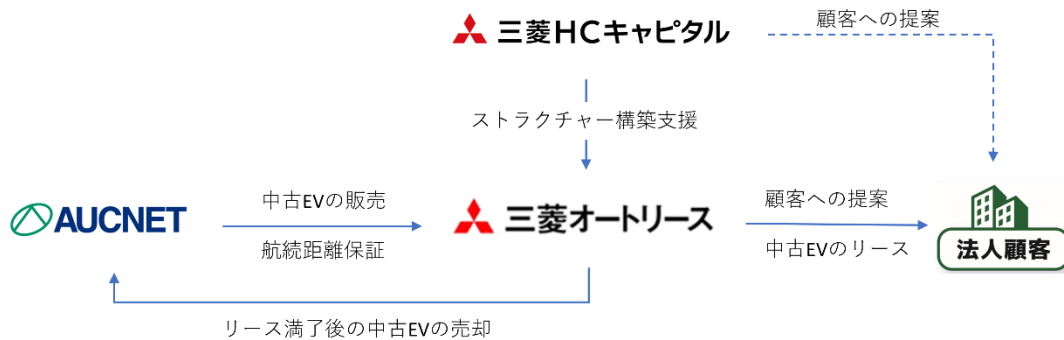 三菱HCキャピタル
顧客への提案
ストラクチャー構築支援
AUCNET
中古EVの販売
航続距離保証
三菱オートリース
顧客への提案
中古EVのリース
法人顧客
リース満了後の中古EVの売却